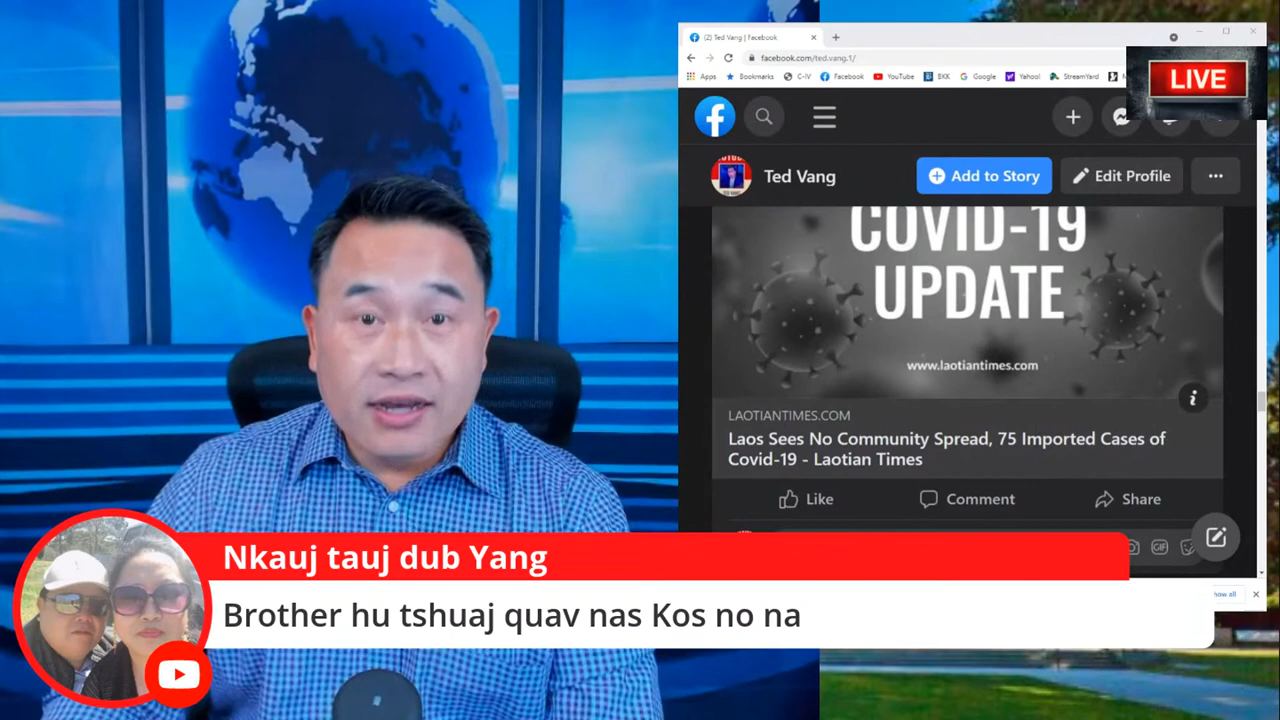 (2) Ted Vang | Facebook
facebook.com/ted.vang.1/
Apps Bookmarks C-IV Facebook YouTube BKK Google Yahoo! StreamYard
LIVE
Ted Vang
Add to Story
Edit Profile
COVID-19
UPDATE
www.laotiantimes.com
LAOTIANTIMES.COM
Laos Sees No Community Spread, 75 Imported Cases of
Covid-19 - Laotian Times
Like Comment Share
GIF
Nkauj tauj dub Yang
Brother hu tshuaj quav nas Kos no na